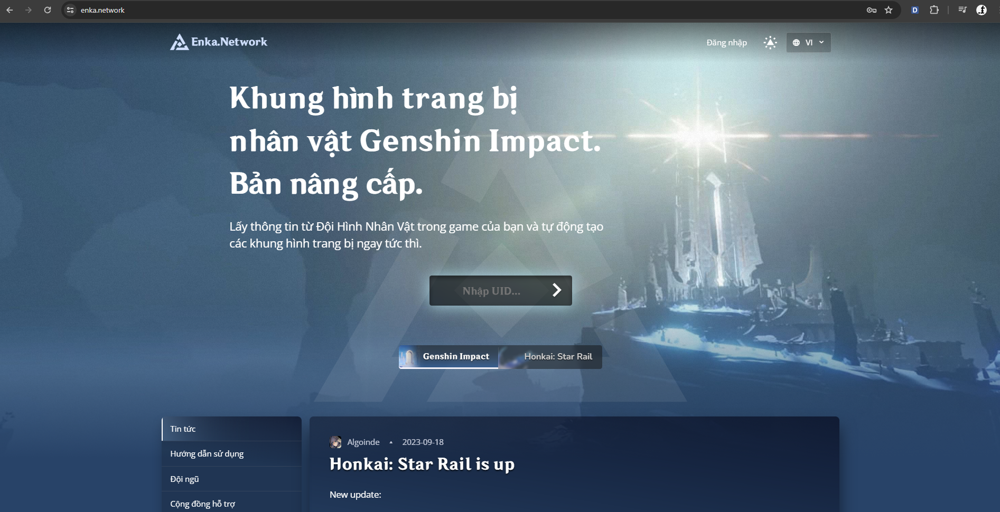 enka.network
D
Enka.Network
Đăng nhập
VI
Khung hình trang bị
nhân vật Genshin Impact.
Bản nâng cấp.
Lấy thông tin từ Đội Hình Nhân Vật trong game của bạn và tự động tạo
các khung hình trang bị ngay tức thì.
Nhập UID...
Genshin Impact
Honkai: Star Rail
Tin tức
Hướng dẫn sử dụng
Đội ngũ
Cộng đồng hỗ trợ
Algoinde
2023-09-18
Honkai: Star Rail is up
New update: